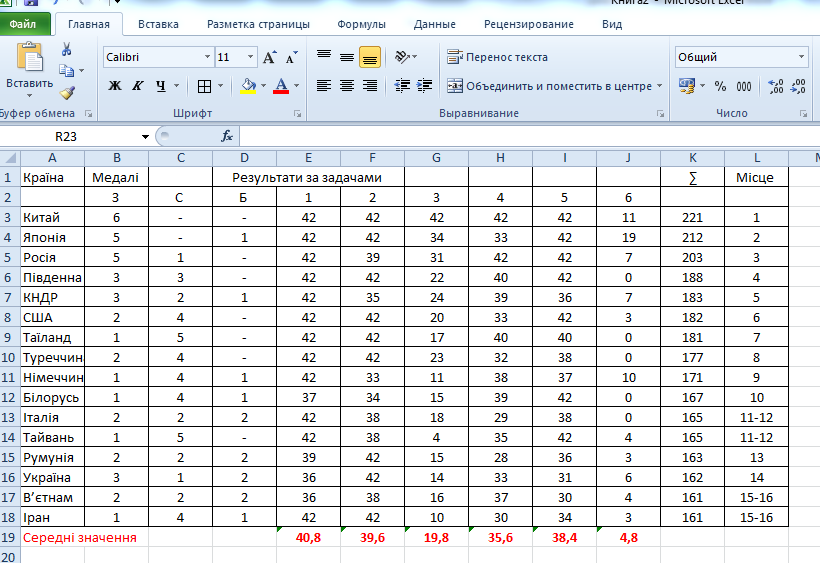 Книга2 - Microsoft Excel
Файл Главная Вставка Разметка страницы Формулы Данные Рецензирование Вид
Вставить Calibri 11 Ж К Ч А Перенос текста Объединить и поместить в центре Общий % 000
Буфер обмена Шрифт Выравнивание Число
R23 fx
A B C D E F G H I J K L
1 Країна Медалі Результати за задачами ∑ Місце
2 З С Б 1 2 3 4 5 6
3 Китай 6 - - 42 42 42 42 42 11 221 1
4 Японія 5 - 1 42 42 34 33 42 19 212 2
5 Росія 5 1 - 42 39 31 42 42 7 203 3
6 Південна 3 3 - 42 42 22 40 42 0 188 4
7 КНДР 3 2 1 42 35 24 39 36 7 183 5
8 США 2 4 - 42 42 20 33 42 3 182 6
9 Таїланд 1 5 - 42 42 17 40 40 0 181 7
10 Туреччин 2 4 - 42 42 23 32 38 0 177 8
11 Німеччин 1 4 1 42 33 11 38 37 10 171 9
12 Білорусь 1 4 1 37 34 15 39 42 0 167 10
13 Італія 2 2 2 42 38 18 29 38 0 165 11-12
14 Тайвань 1 5 - 42 38 4 35 42 4 165 11-12
15 Румунія 2 2 2 39 42 15 28 36 3 163 13
16 Україна 3 1 2 36 42 14 33 31 6 162 14
17 В’єтнам 2 2 2 36 38 16 37 30 4 161 15-16
18 Іран 1 4 1 42 42 10 30 34 3 161 15-16
19 Середні значення 40,8 39,6 19,8 35,6 38,4 4,8
20